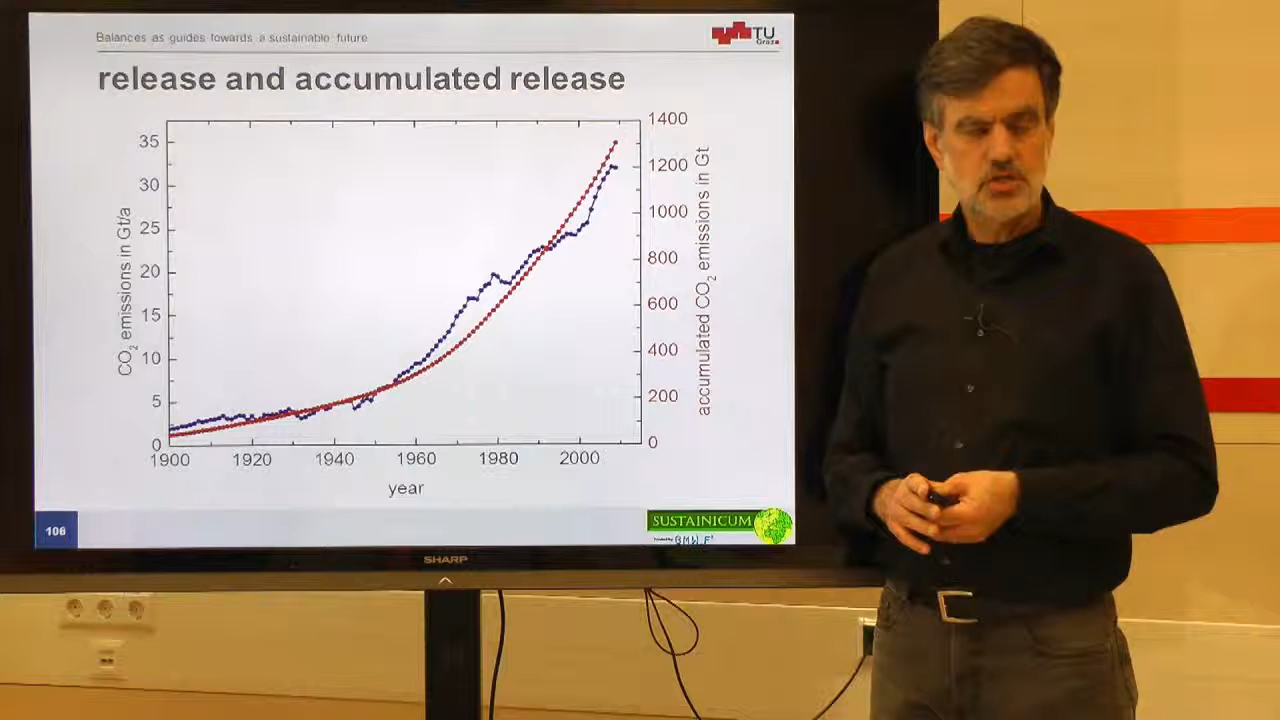 Balances as guides towards a sustainable future
TU
Graz
release and accumulated release
CO2 emissions in Gt/a
35
30
25
20
15
10
5
0
1400
1200
1000
800
600
400
200
0
accumulated CO2 emissions in Gt
1900 1920 1940 1960 1980 2000
year
106
SUSTAINICUM
BMWF
SHARP